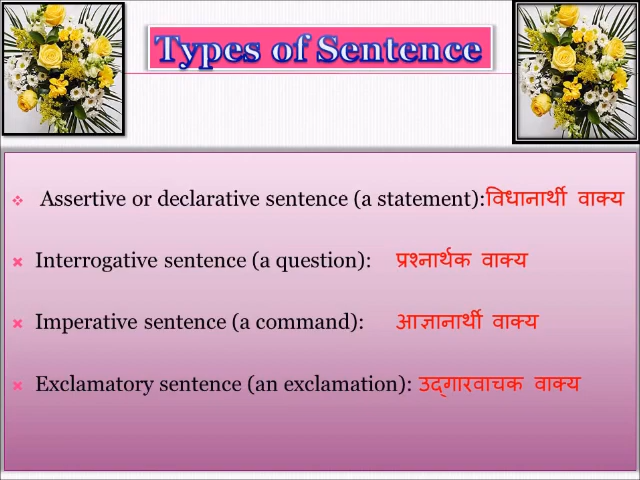 Types of Sentence
Assertive or declarative sentence (a statement):विधानार्थी वाक्य
Interrogative sentence (a question): प्रश्नार्थक वाक्य
Imperative sentence (a command): आज्ञानार्थी वाक्य
Exclamatory sentence (an exclamation): उद्‌गारवाचक वाक्य